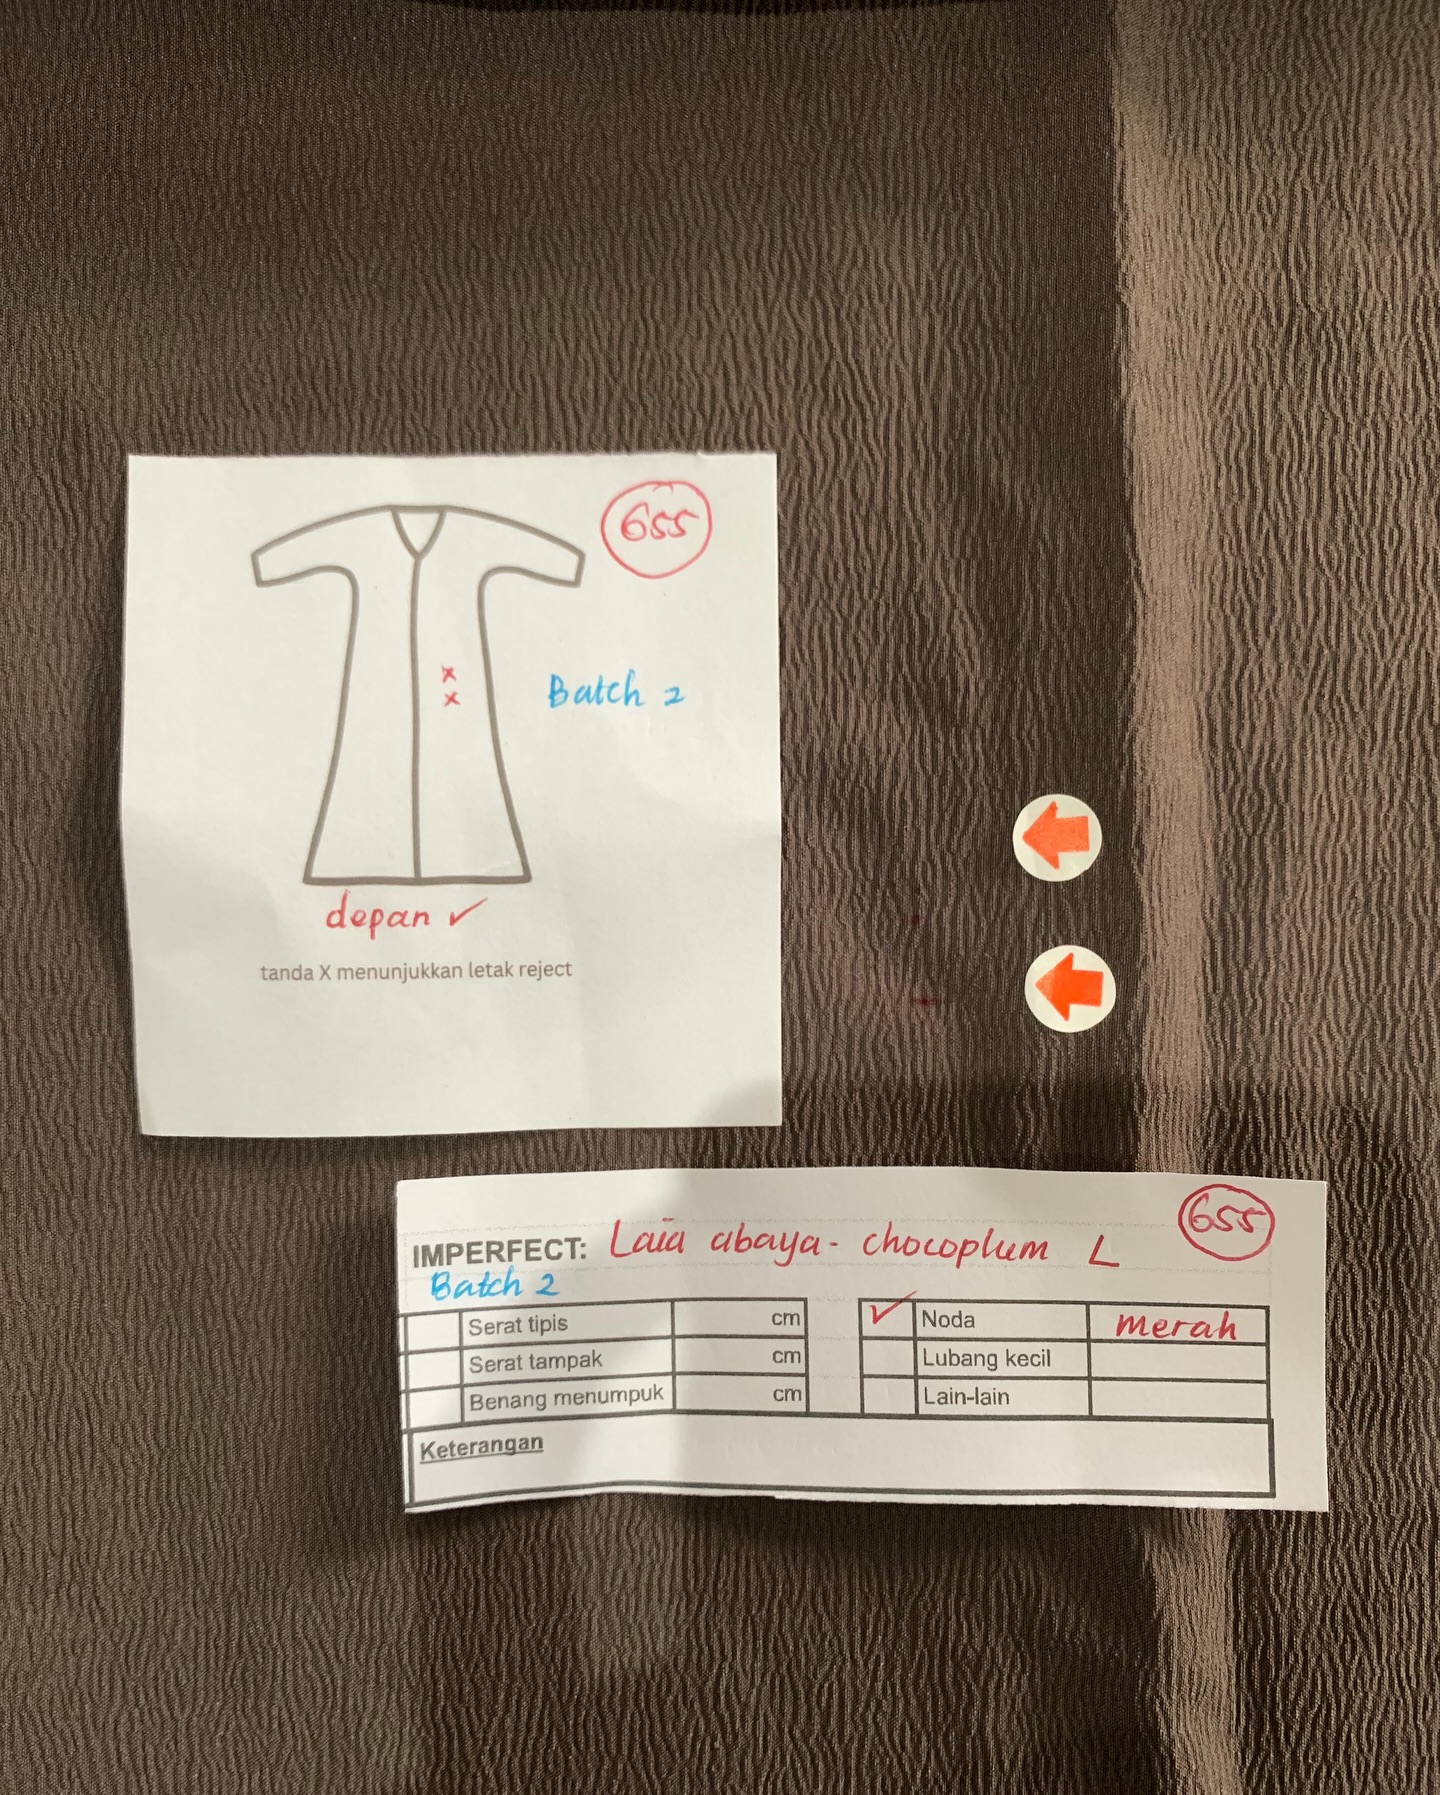 655
x
x
Batch 2
depan ✓
tanda X menunjukkan letak reject
655
IMPERFECT: Laia abaya - chocoplum L
Batch 2
Serat tipis cm ✓ Noda merah
Serat tampak cm Lubang kecil
Benang menumpuk cm Lain-lain
Keterangan